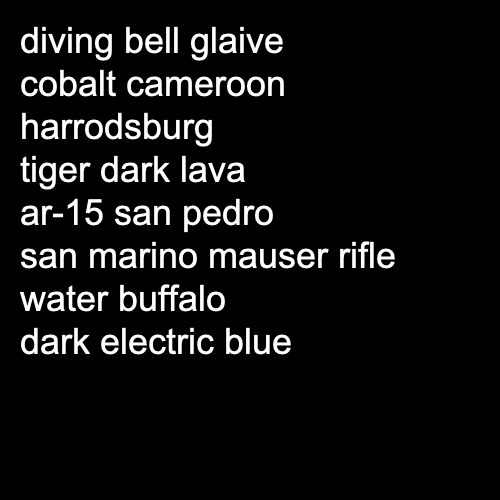 diving bell glaive
cobalt cameroon
harrodsburg
tiger dark lava
ar-15 san pedro
san marino mauser rifle
water buffalo
dark electric blue